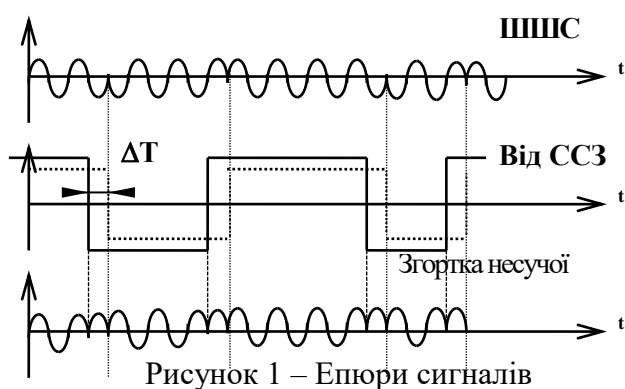 ШШС
t
ΔT
Від ССЗ
t
Згортка несучої
t
Рисунок 1 – Епюри сигналів